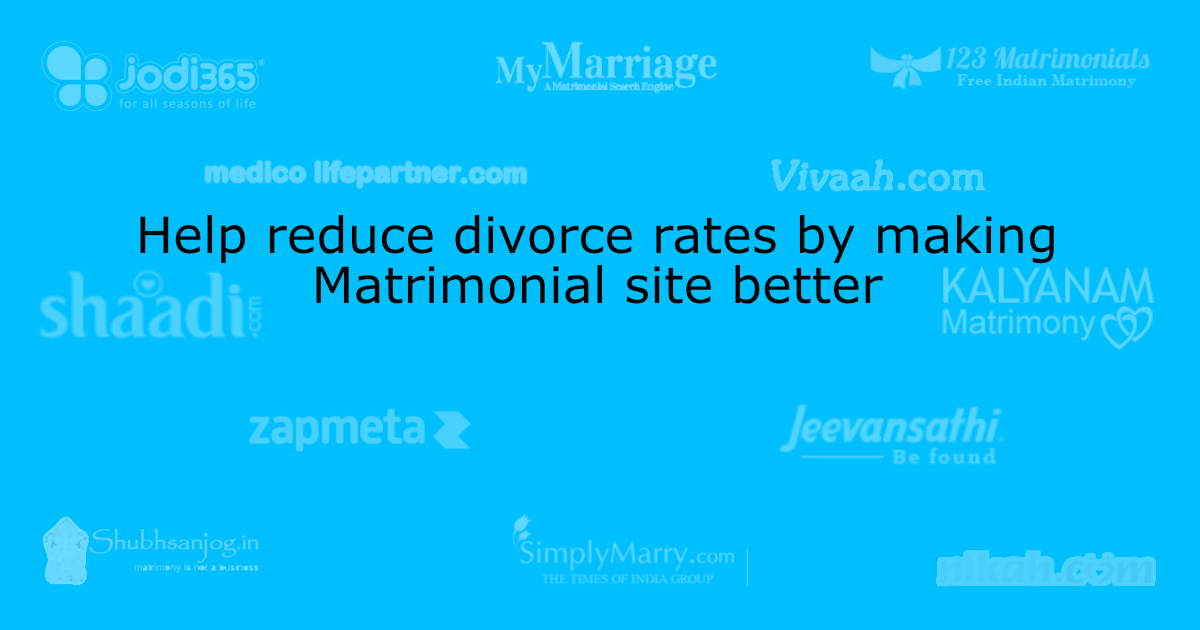 jodi365®
for all seasons of life
MyMarriage
A Matrimonial Search Engine
123 Matrimonials
Free Indian Matrimony
medico lifepartner.com
Vivaah.com
Help reduce divorce rates by making
Matrimonial site better
shaadi.com
KALYANAM
Matrimony
zapmeta
Jeevansathi
Be found
Shubhsanjog.in
matrimony is not a business
SimplyMarry.com
THE TIMES OF INDIA GROUP
nikah.com